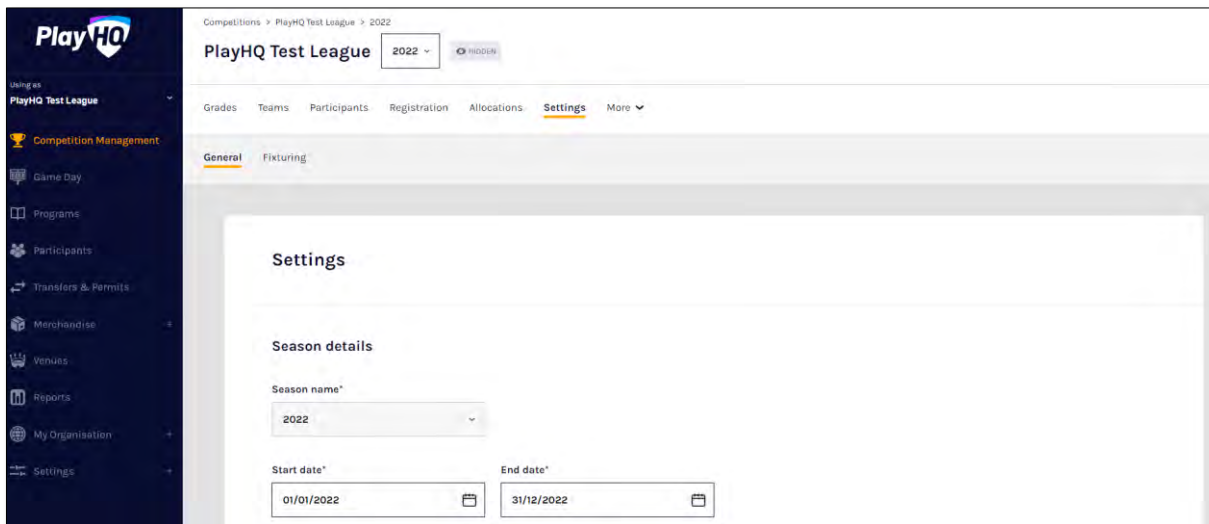 PlayHQ
Using as
PlayHQ Test League
Competition Management
Game Day
Programs
Participants
Transfers & Permits
Merchandise
Venues
Reports
My Organisation
Settings
Competitions > PlayHQ Test League > 2022
PlayHQ Test League 2022 HIDDEN
Grades Teams Participants Registration Allocations Settings More
General Fixturing
Settings
Season details
Season name*
2022
Start date* End date*
01/01/2022 31/12/2022